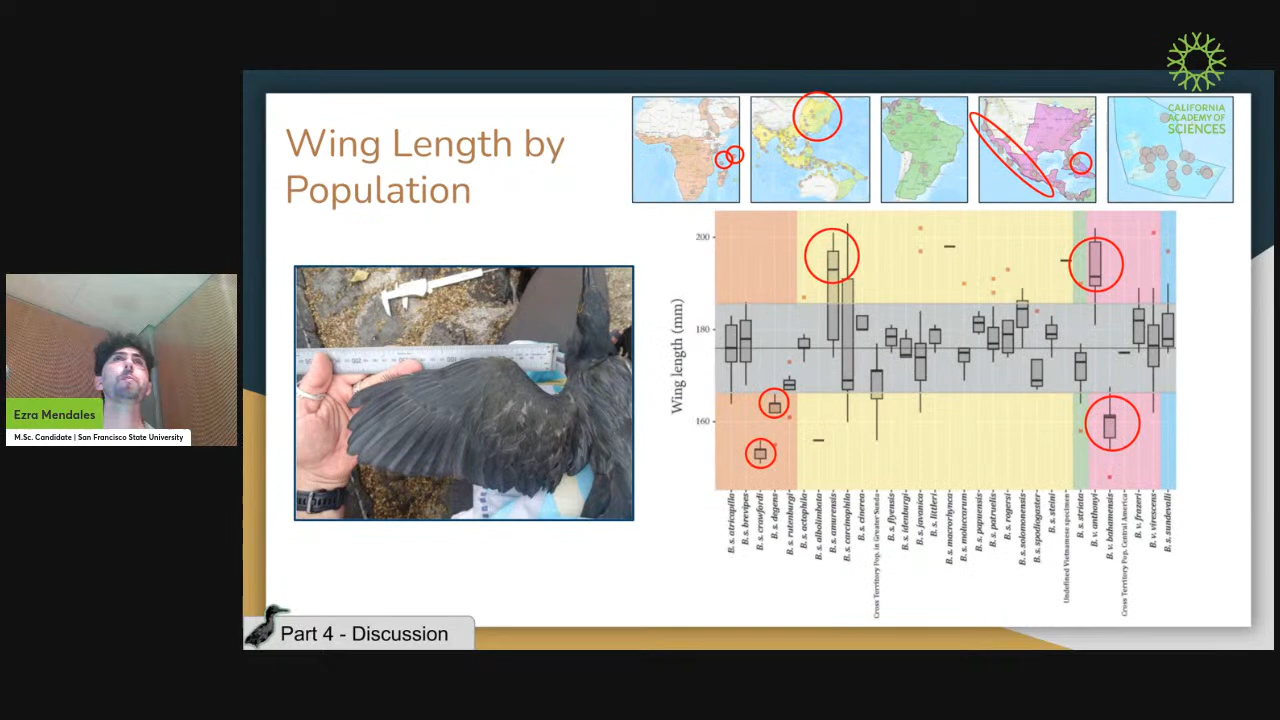 Wing Length by
Population
CALIFORNIA
ACADEMY OF
SCIENCES
Ezra Mendales
M.Sc. Candidate | San Francisco State University
Wing length (mm)
200
180
160
B. s. atricapilla
B. s. brevipes
B. s. crawfordi
B. s. degens
B. s. rutenburgi
B. s. actophila
B. s. albolimbata
B. s. amurensis
B. s. carcinophila
B. s. cinerea
Cross Territory Pop. in Greater Sunda
B. s. flyensis
B. s. idenburgi
B. s. javanica
B. s. littleri
B. s. macrorhynca
B. s. moluccarum
B. s. papuensis
B. s. patruelis
B. s. rogersi
B. s. solomonensis
B. s. spodiogaster
B. s. steini
Undefined Vietnamese specimen
B. s. striata
B. v. anthonyi
B. v. bahamensis
Cross Territory Pop. Central America
B. v. frazeri
B. v. virescens
B. s. sundevalli
Part 4 - Discussion